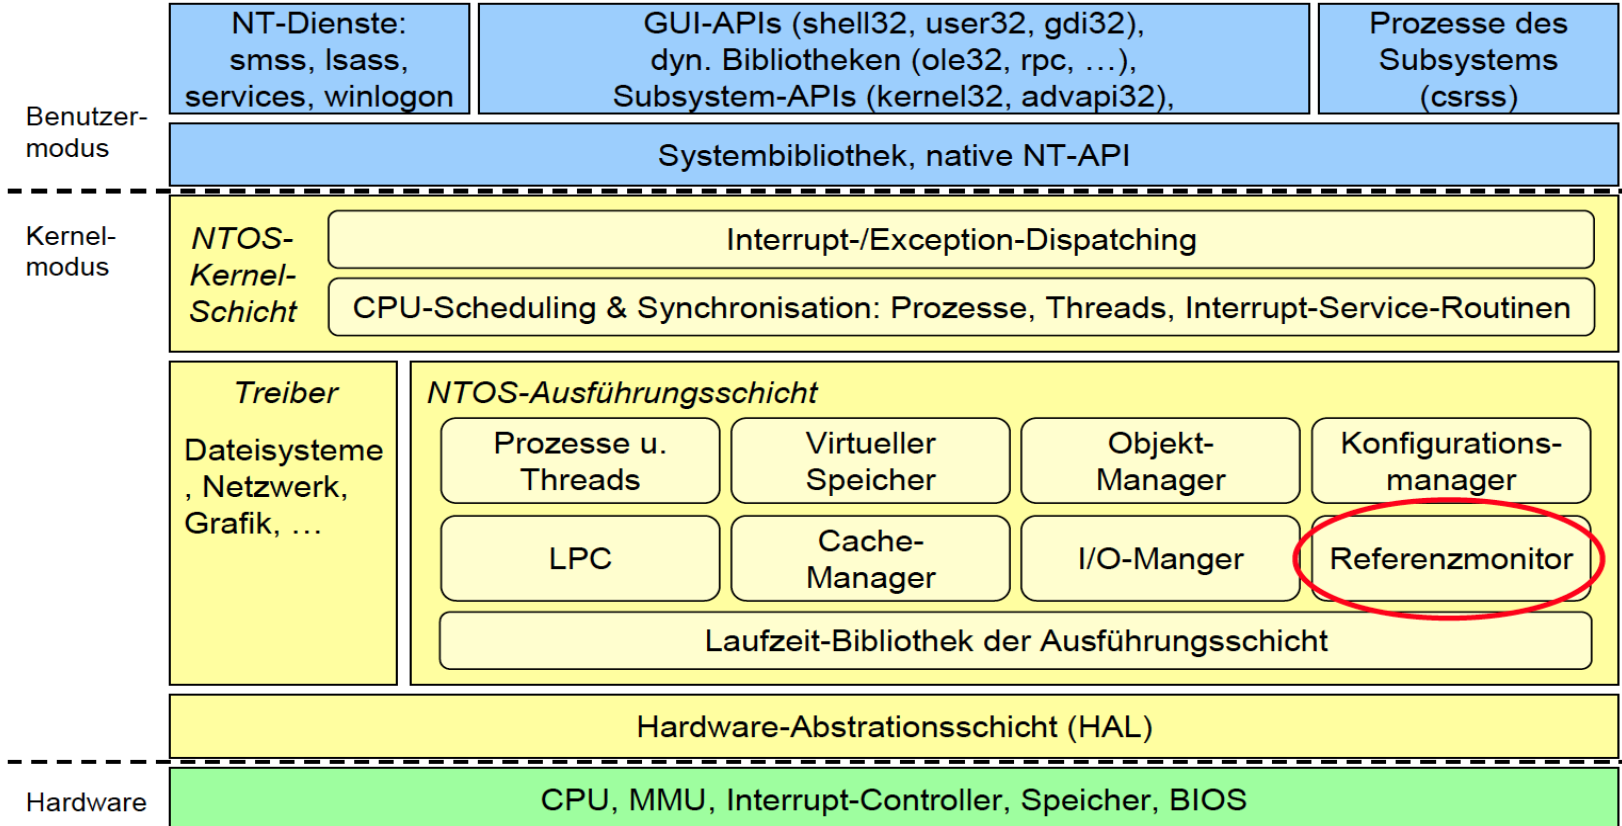 NT-Dienste:
smss, lsass,
services, winlogon
GUI-APIs (shell32, user32, gdi32),
dyn. Bibliotheken (ole32, rpc, …),
Subsystem-APIs (kernel32, advapi32),
Prozesse des
Subsystems
(csrss)
Benutzer-
modus
Systembibliothek, native NT-API
Kernel-
modus
NTOS-
Kernel-
Schicht
Interrupt-/Exception-Dispatching
CPU-Scheduling & Synchronisation: Prozesse, Threads, Interrupt-Service-Routinen
Treiber
Dateisysteme
, Netzwerk,
Grafik, …
NTOS-Ausführungsschicht
Prozesse u.
Threads
Virtueller
Speicher
Objekt-
Manager
Konfigurations-
manager
LPC
Cache-
Manager
I/O-Manger
Referenzmonitor
Laufzeit-Bibliothek der Ausführungsschicht
Hardware-Abstrationsschicht (HAL)
Hardware
CPU, MMU, Interrupt-Controller, Speicher, BIOS